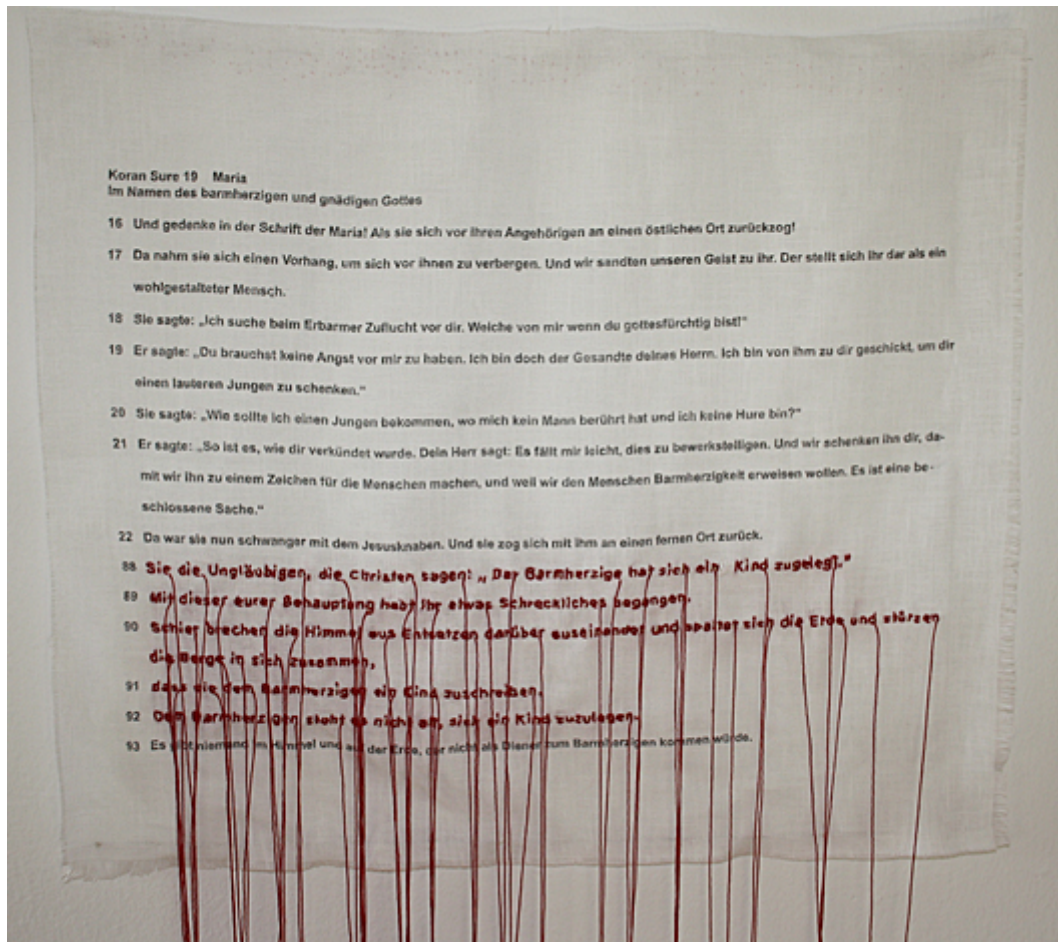 Koran Sure 19 Maria
Im Namen des barmherzigen und gnädigen Gottes
16 Und gedenke in der Schrift der Maria! Als sie sich vor ihren Angehörigen an einen östlichen Ort zurückzog!
17 Da nahm sie sich einen Vorhang, um sich vor ihnen zu verbergen. Und wir sandten unseren Geist zu ihr. Der stellt sich ihr dar als ein
wohlgestalteter Mensch.
18 Sie sagte: „Ich suche beim Erbarmer Zuflucht vor dir. Weiche von mir wenn du gottesfürchtig bist!"
19 Er sagte: „Du brauchst keine Angst vor mir zu haben. Ich bin doch der Gesandte deines Herrn. Ich bin von ihm zu dir geschickt, um dir
einen lauteren Jungen zu schenken."
20 Sie sagte: „Wie sollte ich einen Jungen bekommen, wo mich kein Mann berührt hat und ich keine Hure bin?"
21 Er sagte: „So ist es, wie dir verkündet wurde. Dein Herr sagt: Es fällt mir leicht, dies zu bewerkstelligen. Und wir schenken ihn dir, da-
mit wir ihn zu einem Zeichen für die Menschen machen, und weil wir den Menschen Barmherzigkeit erweisen wollen. Es ist eine be-
schlossene Sache."
22 Da war sie nun schwanger mit dem Jesusknaben. Und sie zog sich mit ihm an einen fernen Ort zurück.
88 Sie die Ungläubigen, die Christen sagen: „Der Barmherzige hat sich ein Kind zugelegt."
89 Mit dieser eurer Behauptung habt ihr etwas Schreckliches begangen.
90 Schier brechen die Himmel aus Entsetzen darüber auseinander und spaltet sich die Erde und stürzen
die Berge in sich zusammen,
91 dass sie dem Barmherzigen ein Kind zuschreiben.
92 Dem Barmherzigen steht es nicht an, sich ein Kind zuzulegen.
93 Es gibt niemand im Himmel und auf der Erde, der nicht als Diener zum Barmherzigen kommen würde.